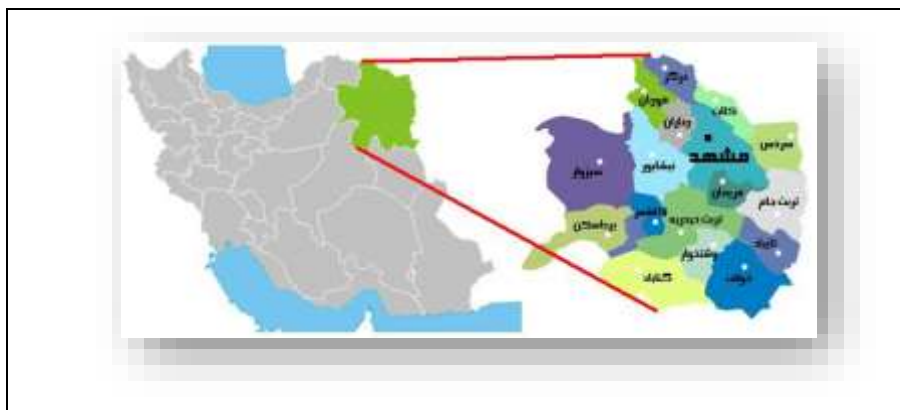 درگز
قوچان
کلات
چناران
سرخس
مشهد
نیشابور
سبزوار
فریمان
تربت جام
کاشمر
تربت حیدریه
بردسکن
تایباد
رشتخوار
خواف
گناباد